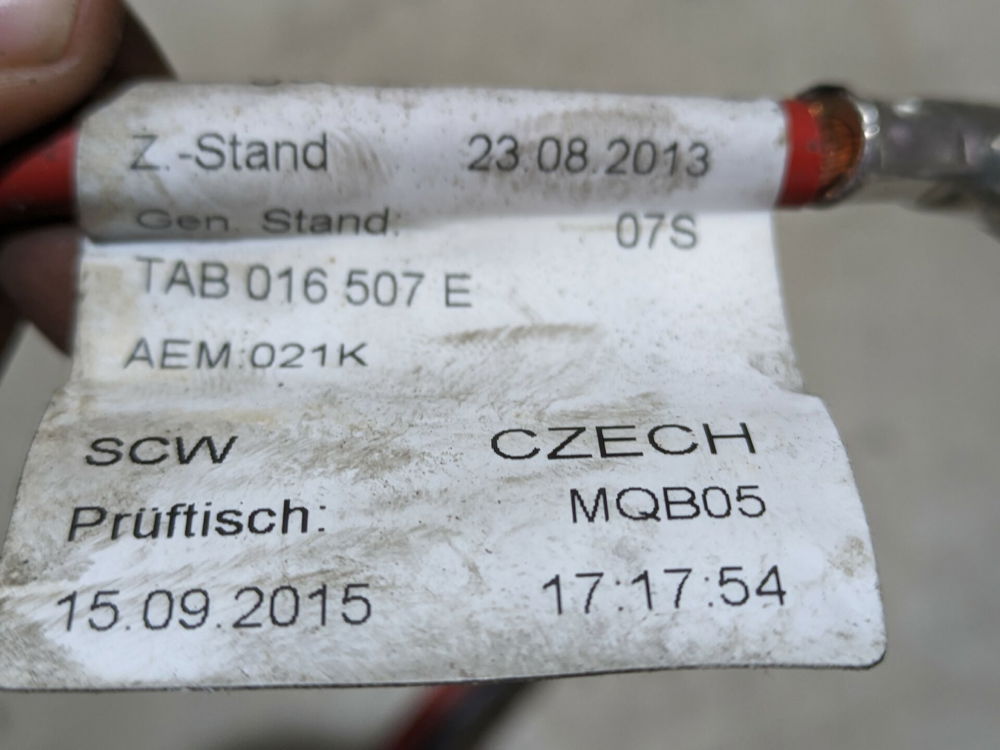 Z.-Stand 23.08.2013
Gen. Stand: 07S
TAB 016 507 E
AEM:021K
SCW CZECH
Prüftisch: MQB05
15.09.2015 17:17:54